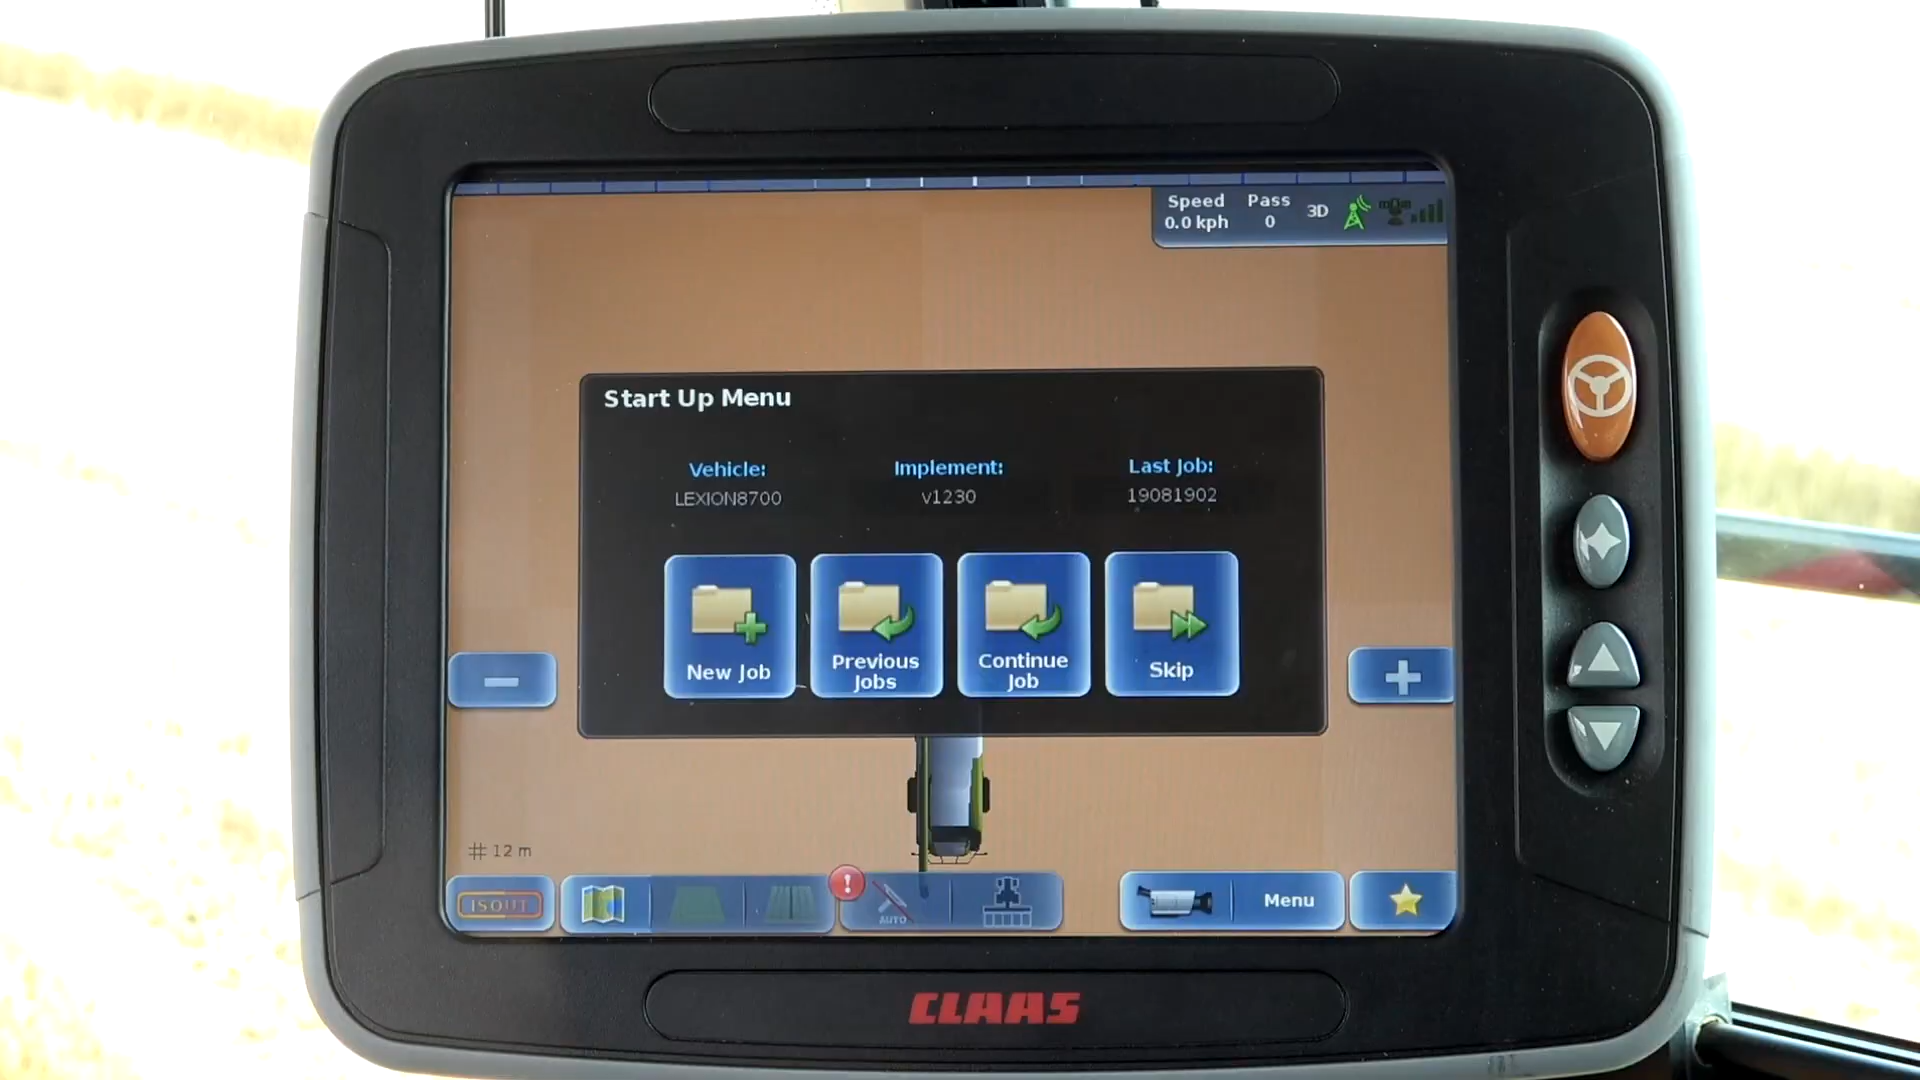 Speed
0.0 kph
Pass
0
3D
Start Up Menu
Vehicle:
LEXION8700
Implement:
v1230
Last Job:
19081902
New Job
Previous
Jobs
Continue
Job
Skip
12 m
ISOUT
!
AUTO
Menu
CLAAS